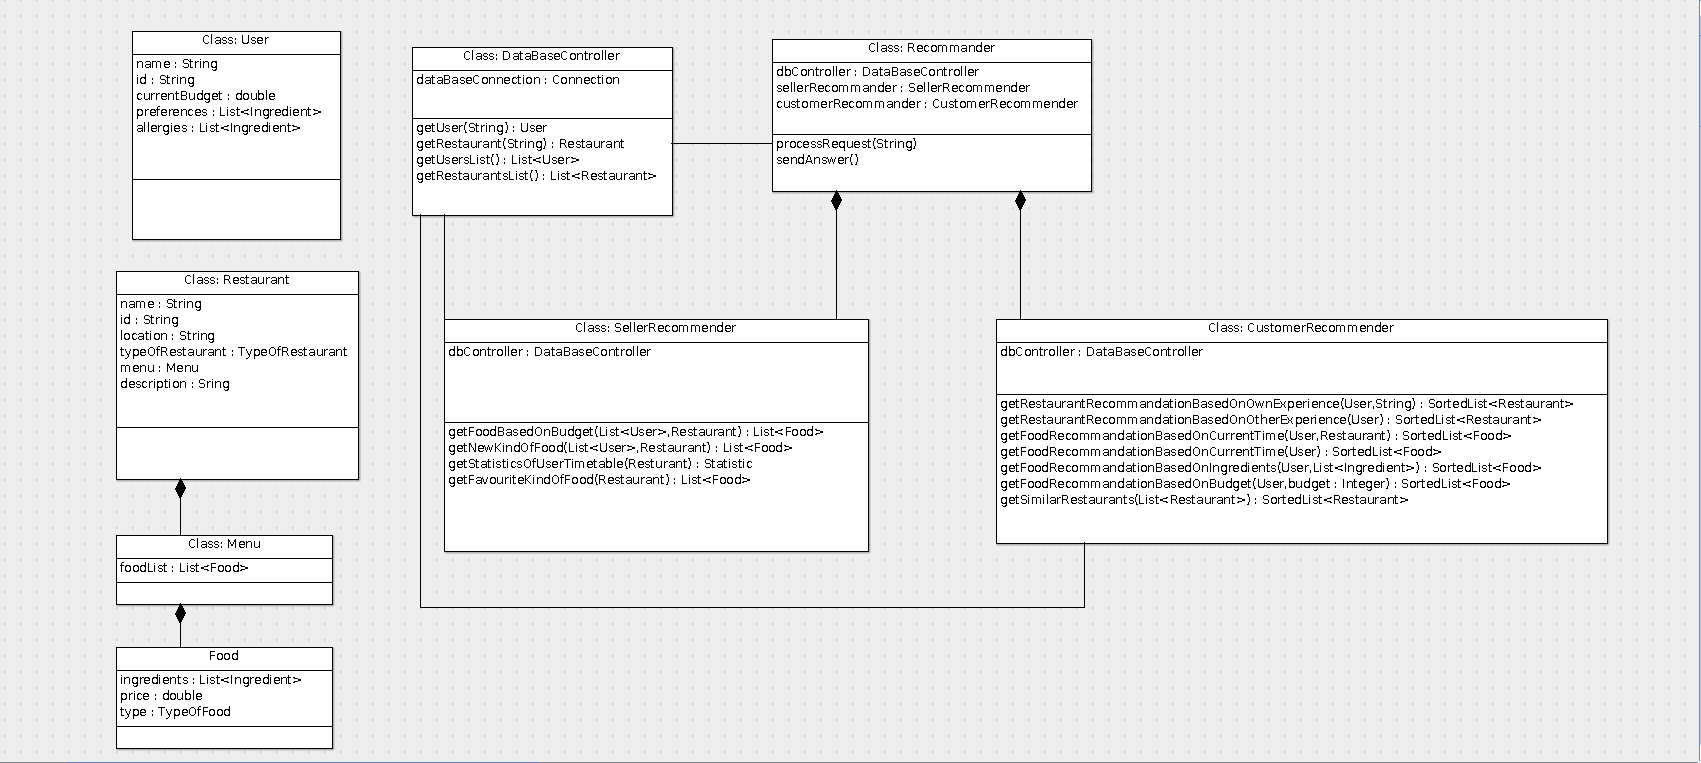 Class: User
name : String
id : String
currentBudget : double
preferences : List<Ingredient>
allergies : List<Ingredient>
Class: DataBaseController
dataBaseConnection : Connection
getUser(String) : User
getRestaurant(String) : Restaurant
getUsersList() : List<User>
getRestaurantsList() : List<Restaurant>
Class: Recommander
dbController : DataBaseController
sellerRecommander : SellerRecommender
customerRecommander : CustomerRecommender
processRequest(String)
sendAnswer()
Class: Restaurant
name : String
id : String
location : String
typeOfRestaurant : TypeOfRestaurant
menu : Menu
description : Sring
Class: SellerRecommender
dbController : DataBaseController
getFoodBasedOnBudget(List<User>,Restaurant) : List<Food>
getNewKindOfFood(List<User>,Restaurant) : List<Food>
getStatisticsOfUserTimetable(Resturant) : Statistic
getFavouriteKindOfFood(Restaurant) : List<Food>
Class: CustomerRecommender
dbController : DataBaseController
getRestaurantRecommandationBasedOnOwnExperience(User,String) : SortedList<Restaurant>
getRestaurantRecommandationBasedOnOtherExperience(User) : SortedList<Restaurant>
getFoodRecommandationBasedOnCurrentTime(User,Restaurant) : SortedList<Food>
getFoodRecommandationBasedOnCurrentTime(User) : SortedList<Food>
getFoodRecommandationBasedOnIngredients(User,List<Ingredient>) : SortedList<Food>
getFoodRecommandationBasedOnBudget(User,budget : Integer) : SortedList<Food>
getSimilarRestaurants(List<Restaurant>) : SortedList<Restaurant>
Class: Menu
foodList : List<Food>
Food
ingredients : List<Ingredient>
price : double
type : TypeOfFood